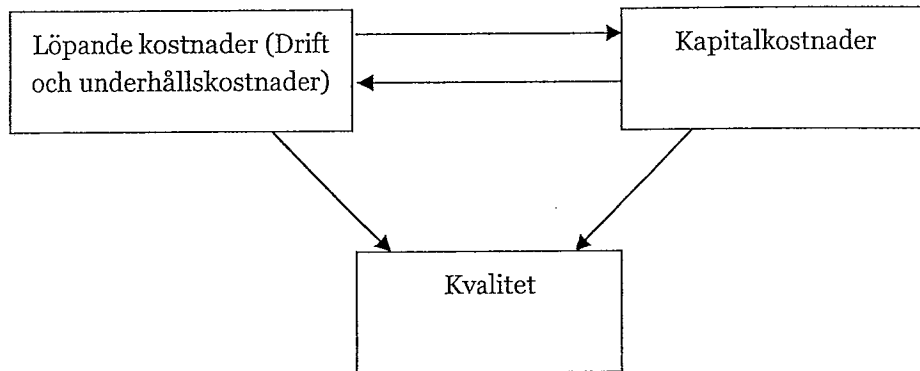 Löpande kostnader (Drift
och underhållskostnader)
Kapitalkostnader
Kvalitet